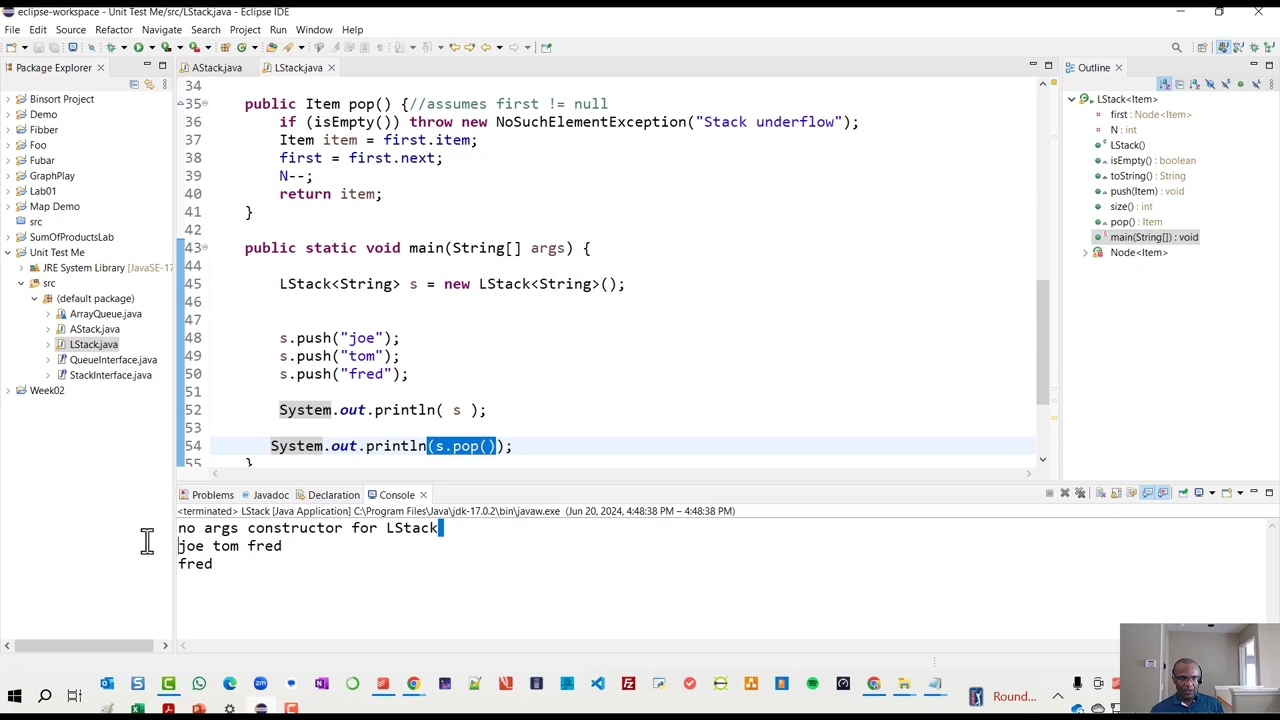 eclipse-workspace - Unit Test Me/src/LStack.java - Eclipse IDE
File Edit Source Refactor Navigate Search Project Run Window Help
Package Explorer
AStack.java
LStack.java
Outline
Binsort Project
Demo
Fibber
Foo
Fubar
GraphPlay
Lab01
Map Demo
src
SumOfProductsLab
Unit Test Me
JRE System Library [JavaSE-17
src
(default package)
ArrayQueue.java
AStack.java
LStack.java
QueueInterface.java
StackInterface.java
Week02
34
35 public Item pop() {//assumes first != null
36 if (isEmpty()) throw new NoSuchElementException("Stack underflow");
37 Item item = first.item;
38 first = first.next;
39 N--;
40 return item;
41 }
42
43 public static void main(String[] args) {
44
45 LStack<String> s = new LStack<String>();
46
48 s.push("joe");
49 s.push("tom");
50 s.push("fred");
51
52 System.out.println( s );
53
54 System.out.println(s.pop());
55 }
LStack<Item>
first : Node<Item>
N : int
LStack()
isEmpty() : boolean
toString() : String
push(Item) : void
size() : int
pop() : Item
main(String[]) : void
Node<Item>
Problems Javadoc Declaration Console
<terminated> LStack [Java Application] C:\Program Files\Java\jdk-17.0.2\bin\javaw.exe (Jun 20, 2024, 4:48:38 PM – 4:48:38 PM)
no args constructor for LStack
joe tom fred
fred
Round...